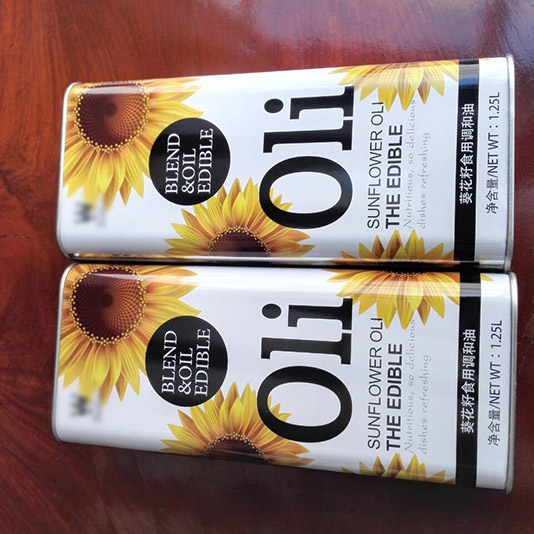 BLEND
&OIL
EDIBLE
Oli
SUNFLOWER OLI
THE EDIBLE
Nutritious, so delicious
dishes refreshing
葵花籽食用调和油
净含量/NET WT：1.25L
BLEND
&OIL
EDIBLE
Oli
SUNFLOWER OLI
THE EDIBLE
Nutritious, so delicious
dishes refreshing
葵花籽食用调和油
净含量/NET WT：1.25L